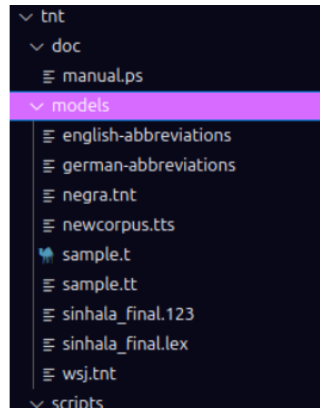 tnt
doc
manual.ps
models
english-abbreviations
german-abbreviations
negra.tnt
newcorpus.tts
sample.t
sample.tt
sinhala_final.123
sinhala_final.lex
wsj.tnt
scripts